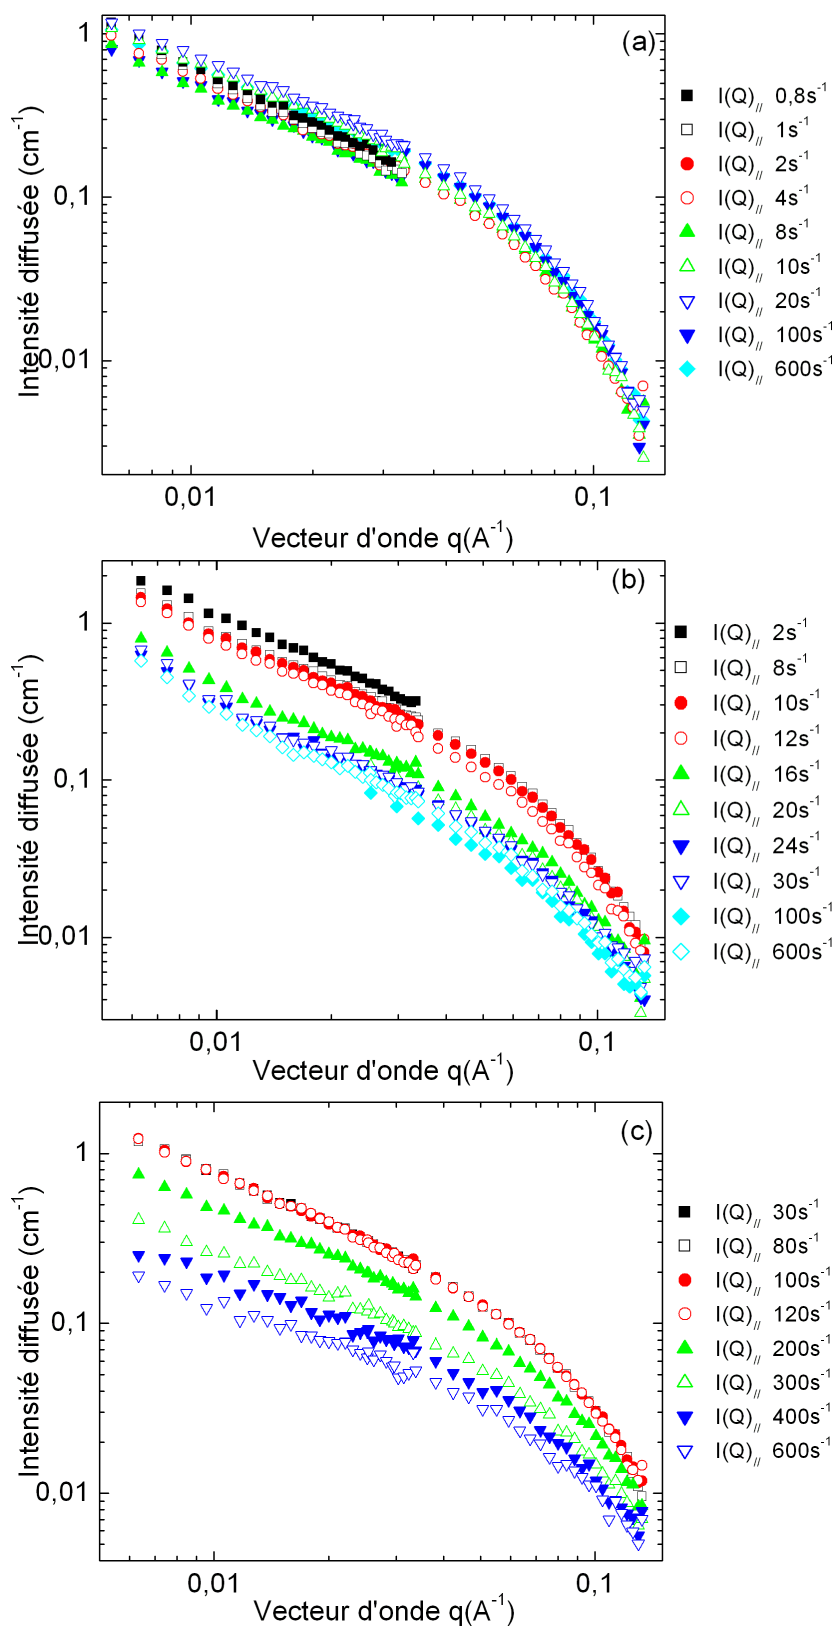 (a)
1
0,1
0,01
Intensité diffusée (cm-1)
0,01 0,1
Vecteur d'onde q(A-1)
I(Q)// 0,8s-1
I(Q)// 1s-1
I(Q)// 2s-1
I(Q)// 4s-1
I(Q)// 8s-1
I(Q)// 10s-1
I(Q)// 20s-1
I(Q)// 100s-1
I(Q)// 600s-1
(b)
1
0,1
0,01
Intensité diffusée (cm-1)
0,01 0,1
Vecteur d'onde q(A-1)
I(Q)// 2s-1
I(Q)// 8s-1
I(Q)// 10s-1
I(Q)// 12s-1
I(Q)// 16s-1
I(Q)// 20s-1
I(Q)// 24s-1
I(Q)// 30s-1
I(Q)// 100s-1
I(Q)// 600s-1
(c)
1
0,1
0,01
Intensité diffusée (cm-1)
0,01 0,1
Vecteur d'onde q(A-1)
I(Q)// 30s-1
I(Q)// 80s-1
I(Q)// 100s-1
I(Q)// 120s-1
I(Q)// 200s-1
I(Q)// 300s-1
I(Q)// 400s-1
I(Q)// 600s-1